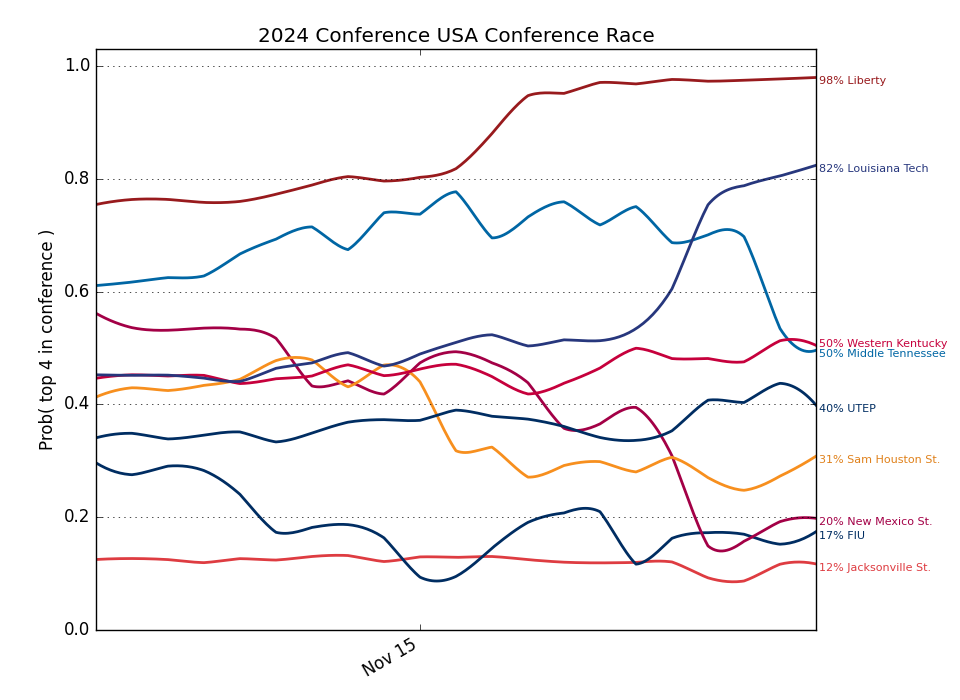 2024 Conference USA Conference Race
Prob( top 4 in conference )
1.0
0.8
0.6
0.4
0.2
0.0
Nov 15
98% Liberty
82% Louisiana Tech
50% Western Kentucky
50% Middle Tennessee
40% UTEP
31% Sam Houston St.
20% New Mexico St.
17% FIU
12% Jacksonville St.